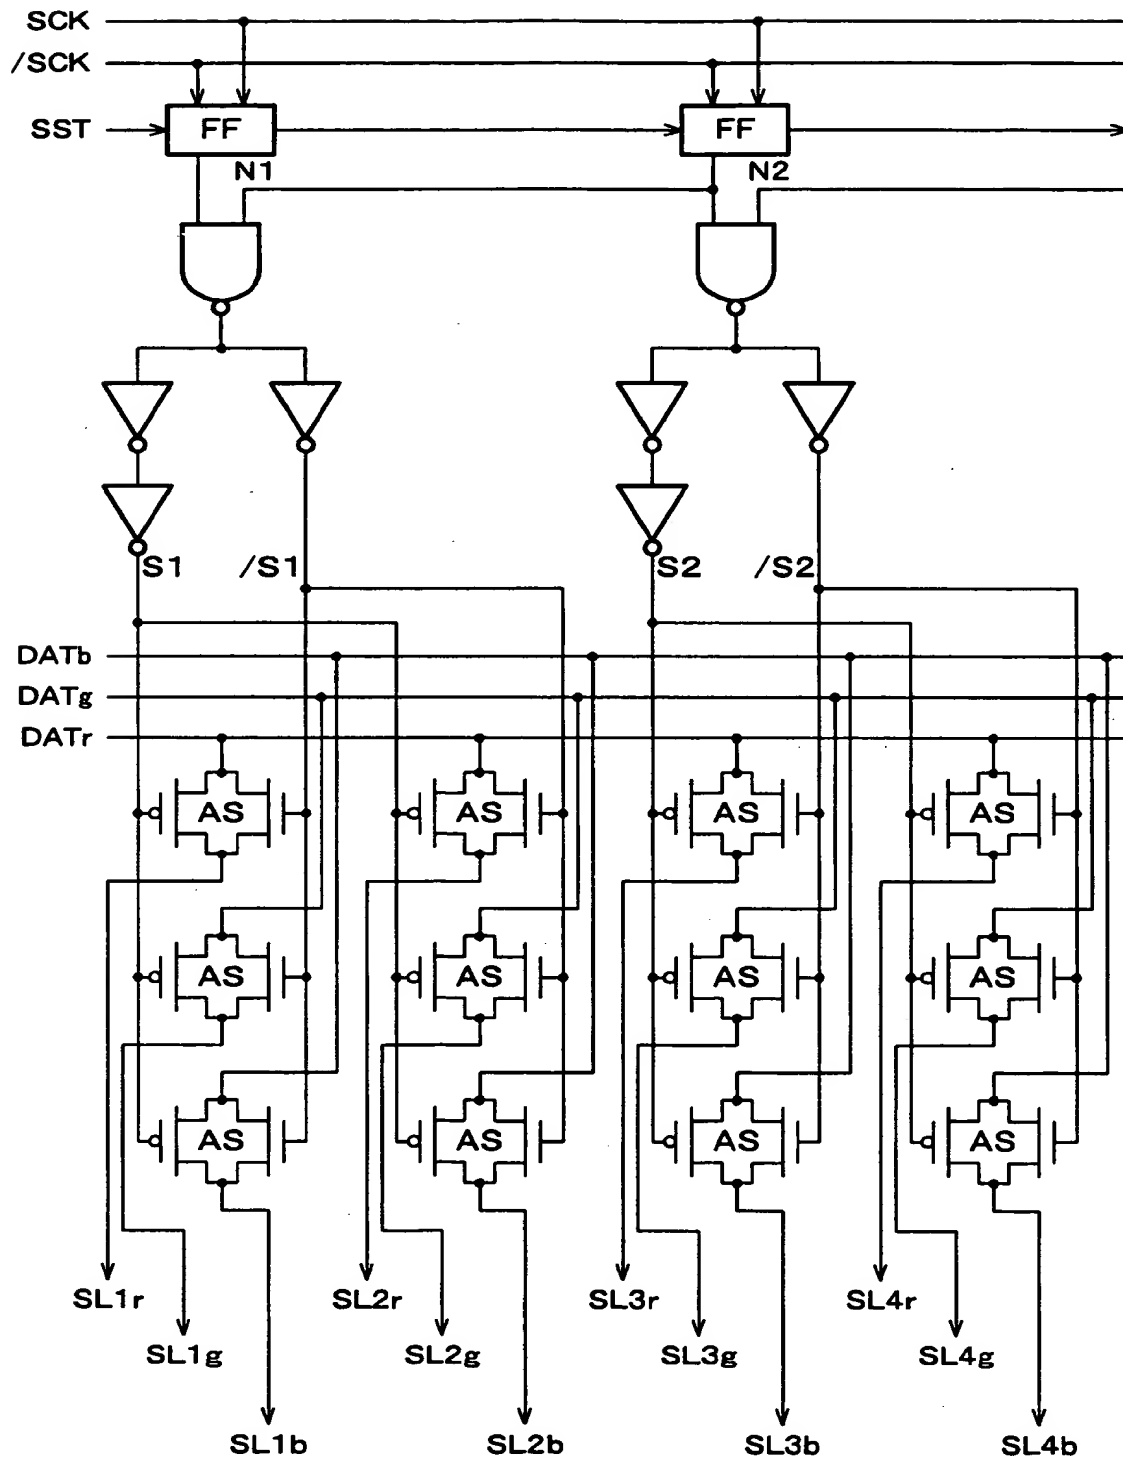 SCK
/SCK
SST
FF
FF
N1
N2
S1
/S1
S2
/S2
DATb
DATg
DATr
AS
AS
AS
AS
AS
AS
AS
AS
AS
AS
AS
AS
SL1r
SL2r
SL3r
SL4r
SL1g
SL2g
SL3g
SL4g
SL1b
SL2b
SL3b
SL4b